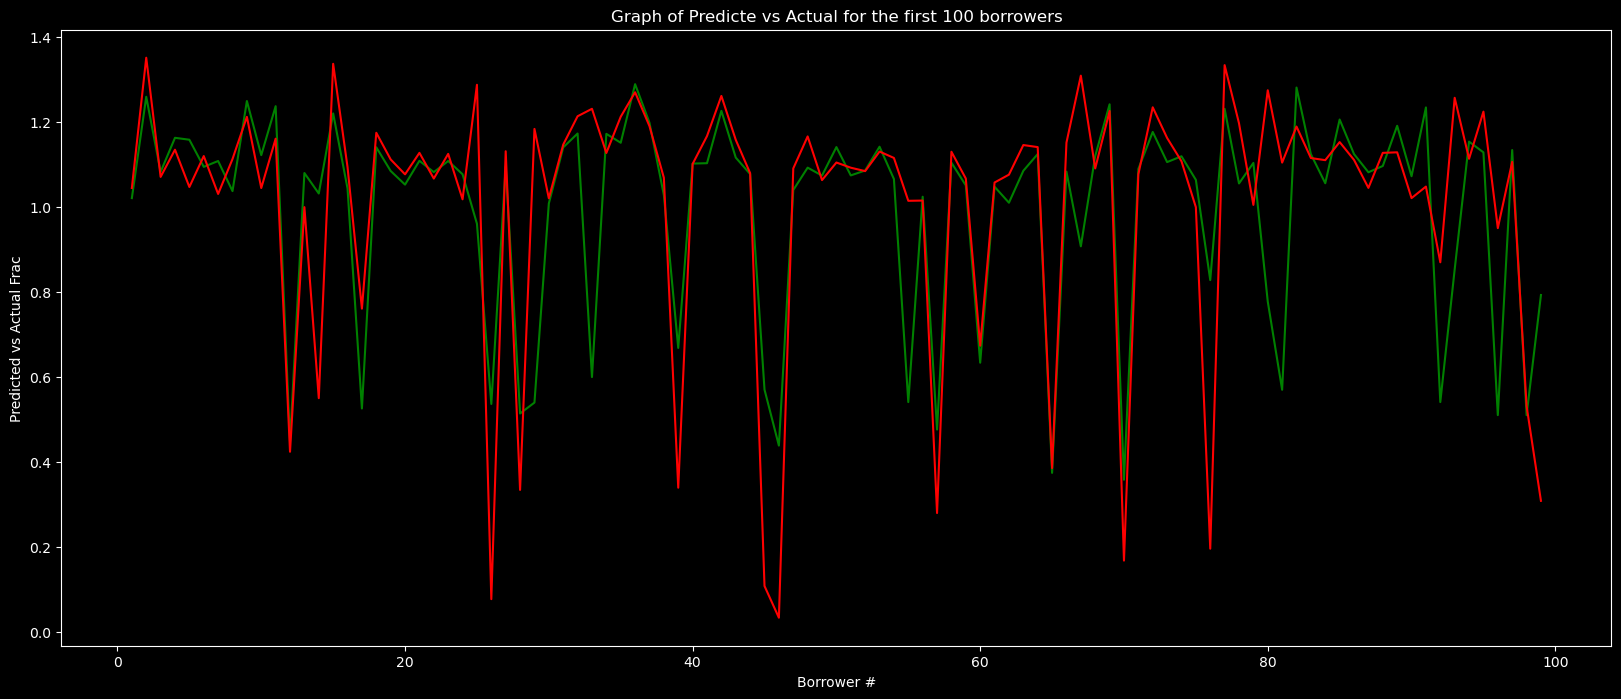 Graph of Predicte vs Actual for the first 100 borrowers
1.4
1.2
1.0
0.8
0.6
0.4
0.2
0.0
Predicted vs Actual Frac
0 20 40 60 80 100
Borrower #